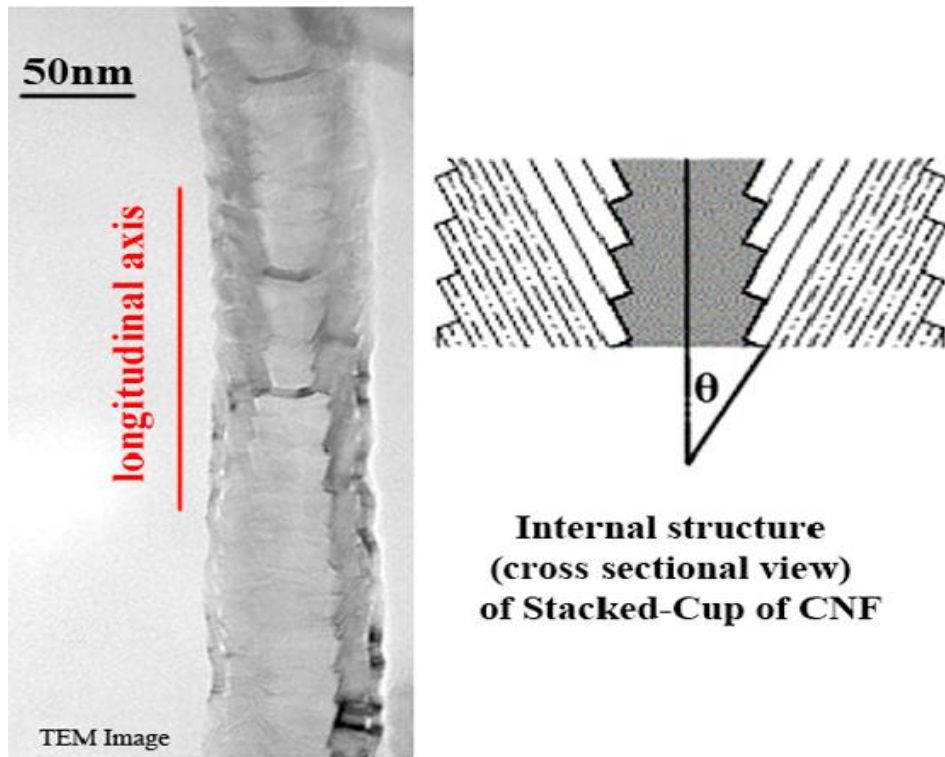 50nm
longitudinal axis
TEM Image
θ
Internal structure
(cross sectional view)
of Stacked-Cup of CNF